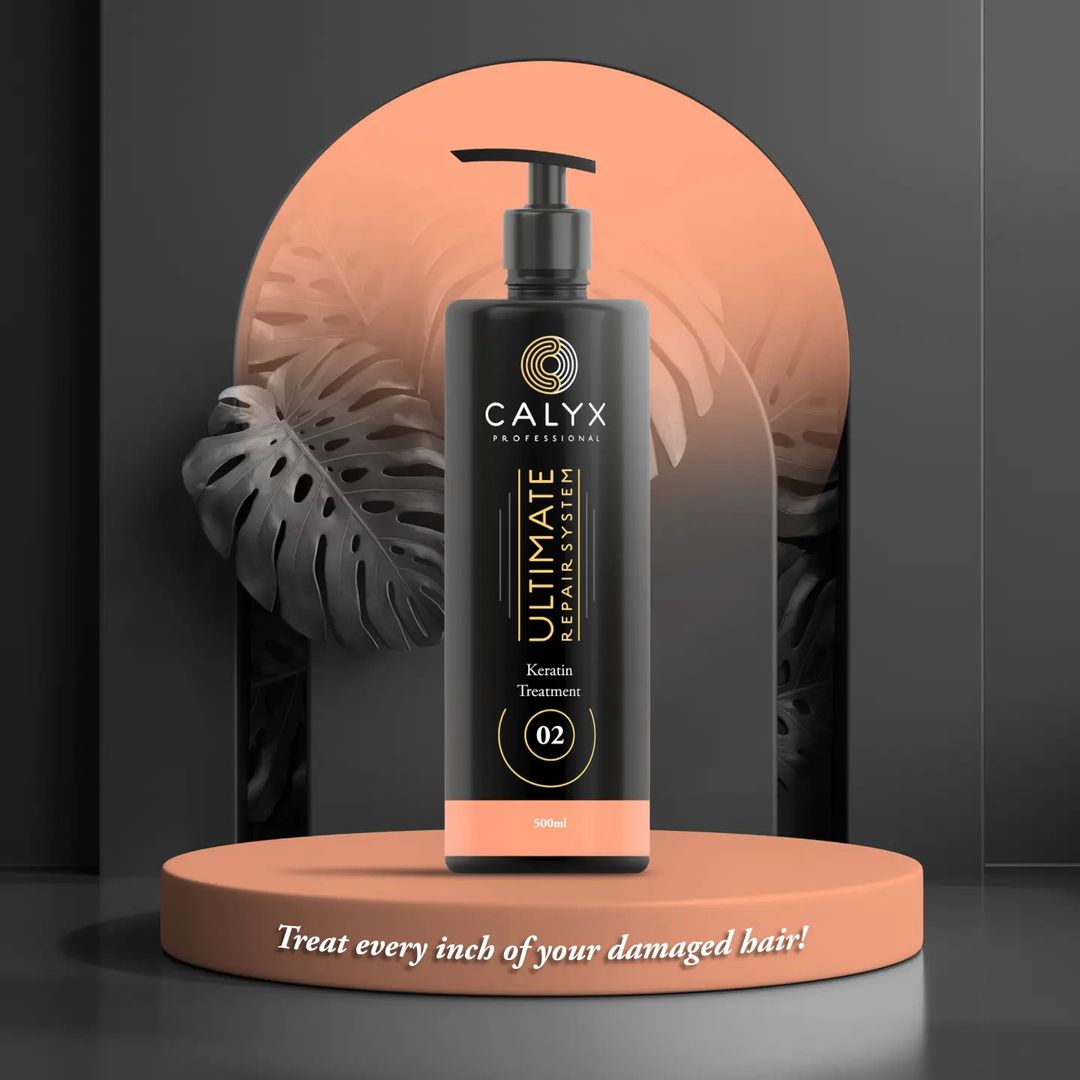 CALYX
PROFESSIONAL
ULTIMATE
REPAIR SYSTEM
Keratin
Treatment
02
500ml
Treat every inch of your damaged hair!